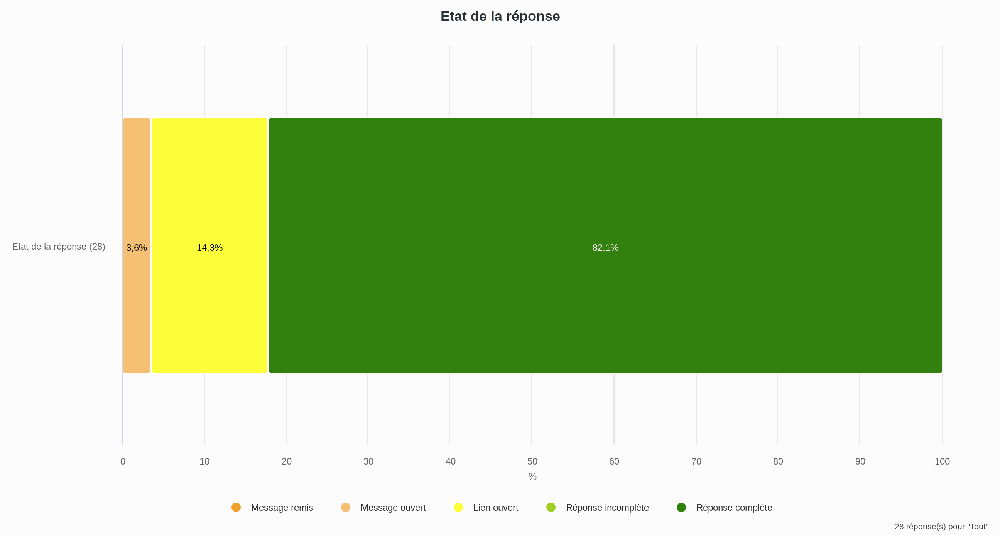 Etat de la réponse
Etat de la réponse (28)
3,6%
14,3%
82,1%
0 10 20 30 40 50 60 70 80 90 100
%
Message remis Message ouvert Lien ouvert Réponse incomplète Réponse complète
28 réponse(s) pour "Tout"